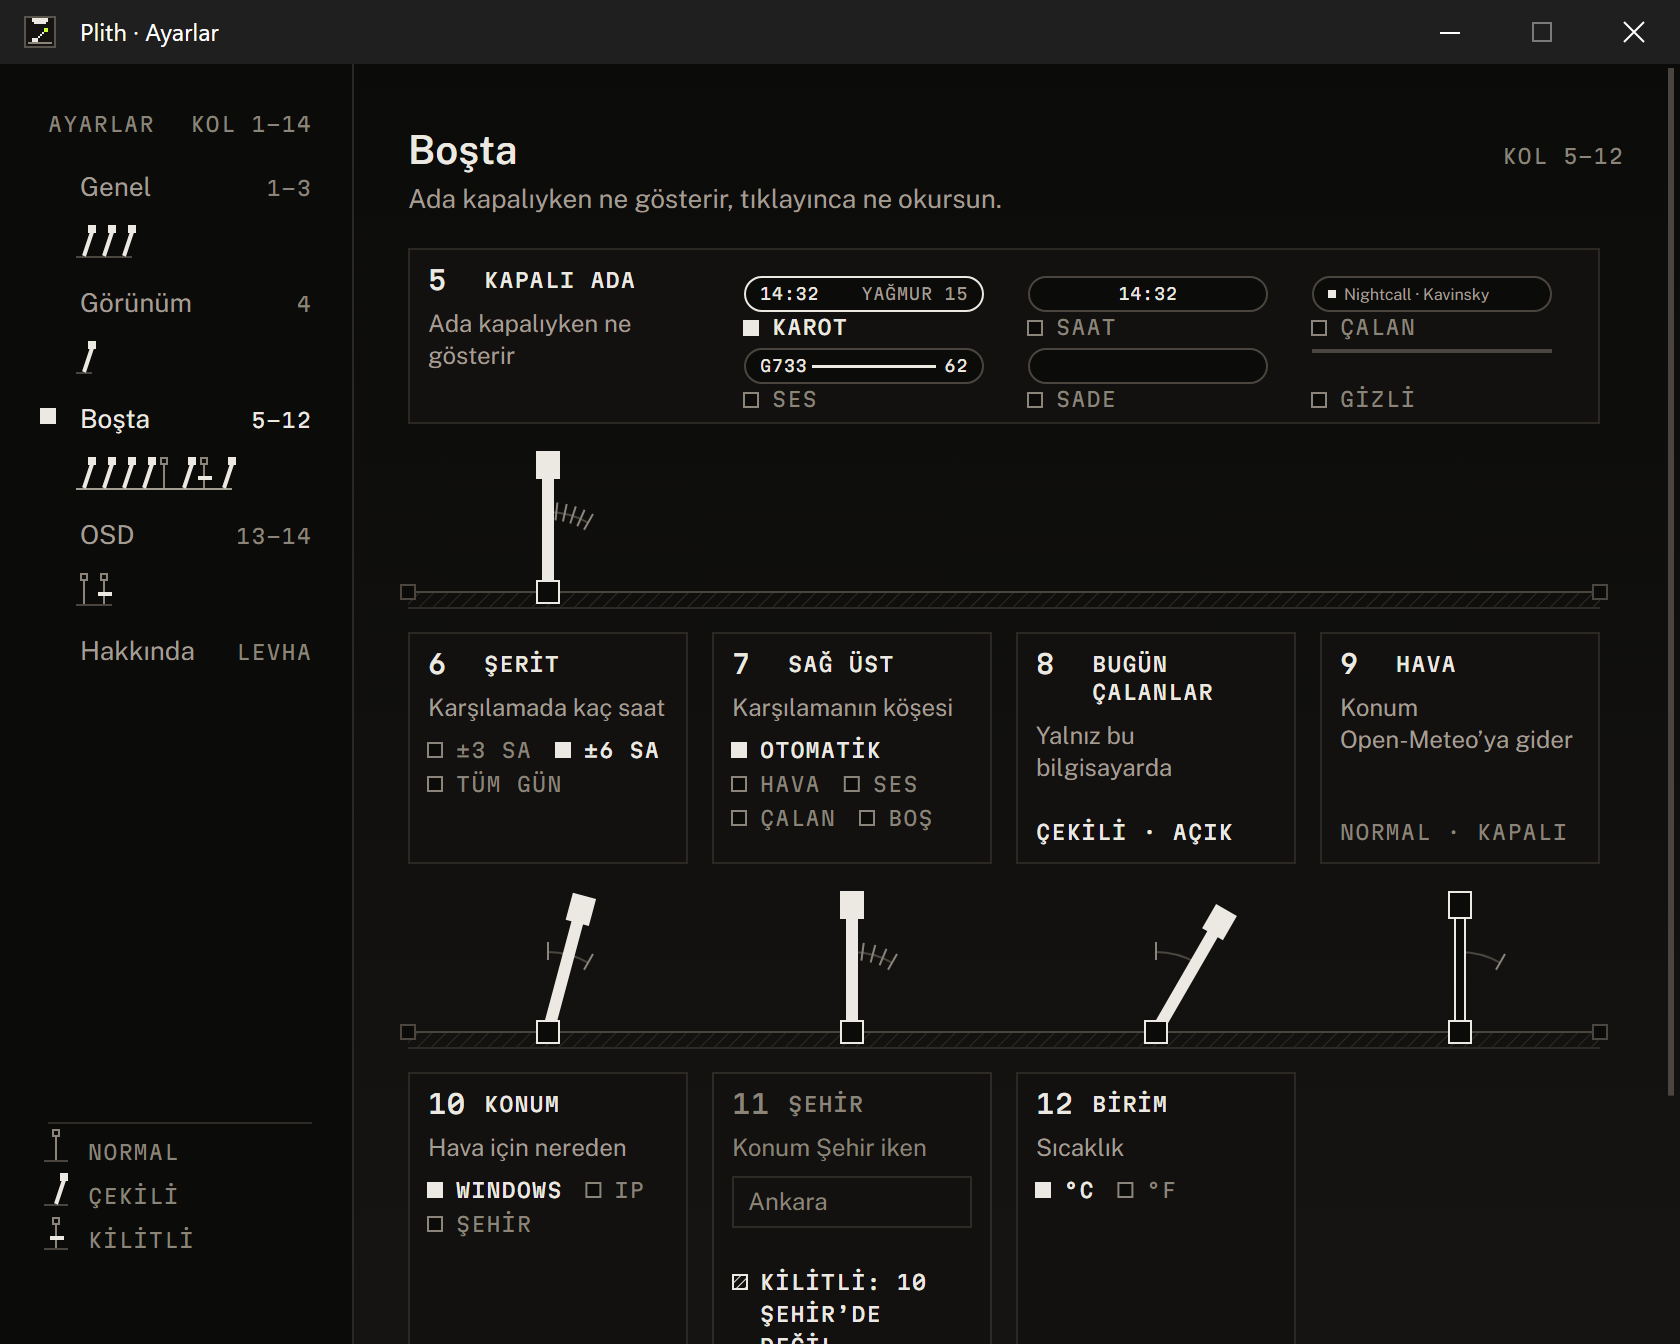 Plith · Ayarlar
AYARLAR KOL 1–14
Genel 1–3
Görünüm 4
Boşta 5–12
OSD 13–14
Hakkında LEVHA
NORMAL
ÇEKİLİ
KİLİTLİ
Boşta KOL 5–12
Ada kapalıyken ne gösterir, tıklayınca ne okursun.
5 KAPALI ADA
Ada kapalıyken ne
gösterir
14:32 YAĞMUR 15
KAROT
14:32
SAAT
Nightcall · Kavinsky
ÇALAN
G733 62
SES
SADE
GİZLİ
6 ŞERİT
Karşılamada kaç saat
±3 SA ±6 SA
TÜM GÜN
7 SAĞ ÜST
Karşılamanın köşesi
OTOMATİK
HAVA SES
ÇALAN BOŞ
8 BUGÜN
ÇALANLAR
Yalnız bu
bilgisayarda
ÇEKİLİ · AÇIK
9 HAVA
Konum
Open-Meteo’ya gider
NORMAL · KAPALI
10 KONUM
Hava için nereden
WINDOWS IP
ŞEHİR
11 ŞEHİR
Konum Şehir iken
Ankara
KİLİTLİ: 10
ŞEHİR’DE
DEĞİL
12 BİRİM
Sıcaklık
°C °F